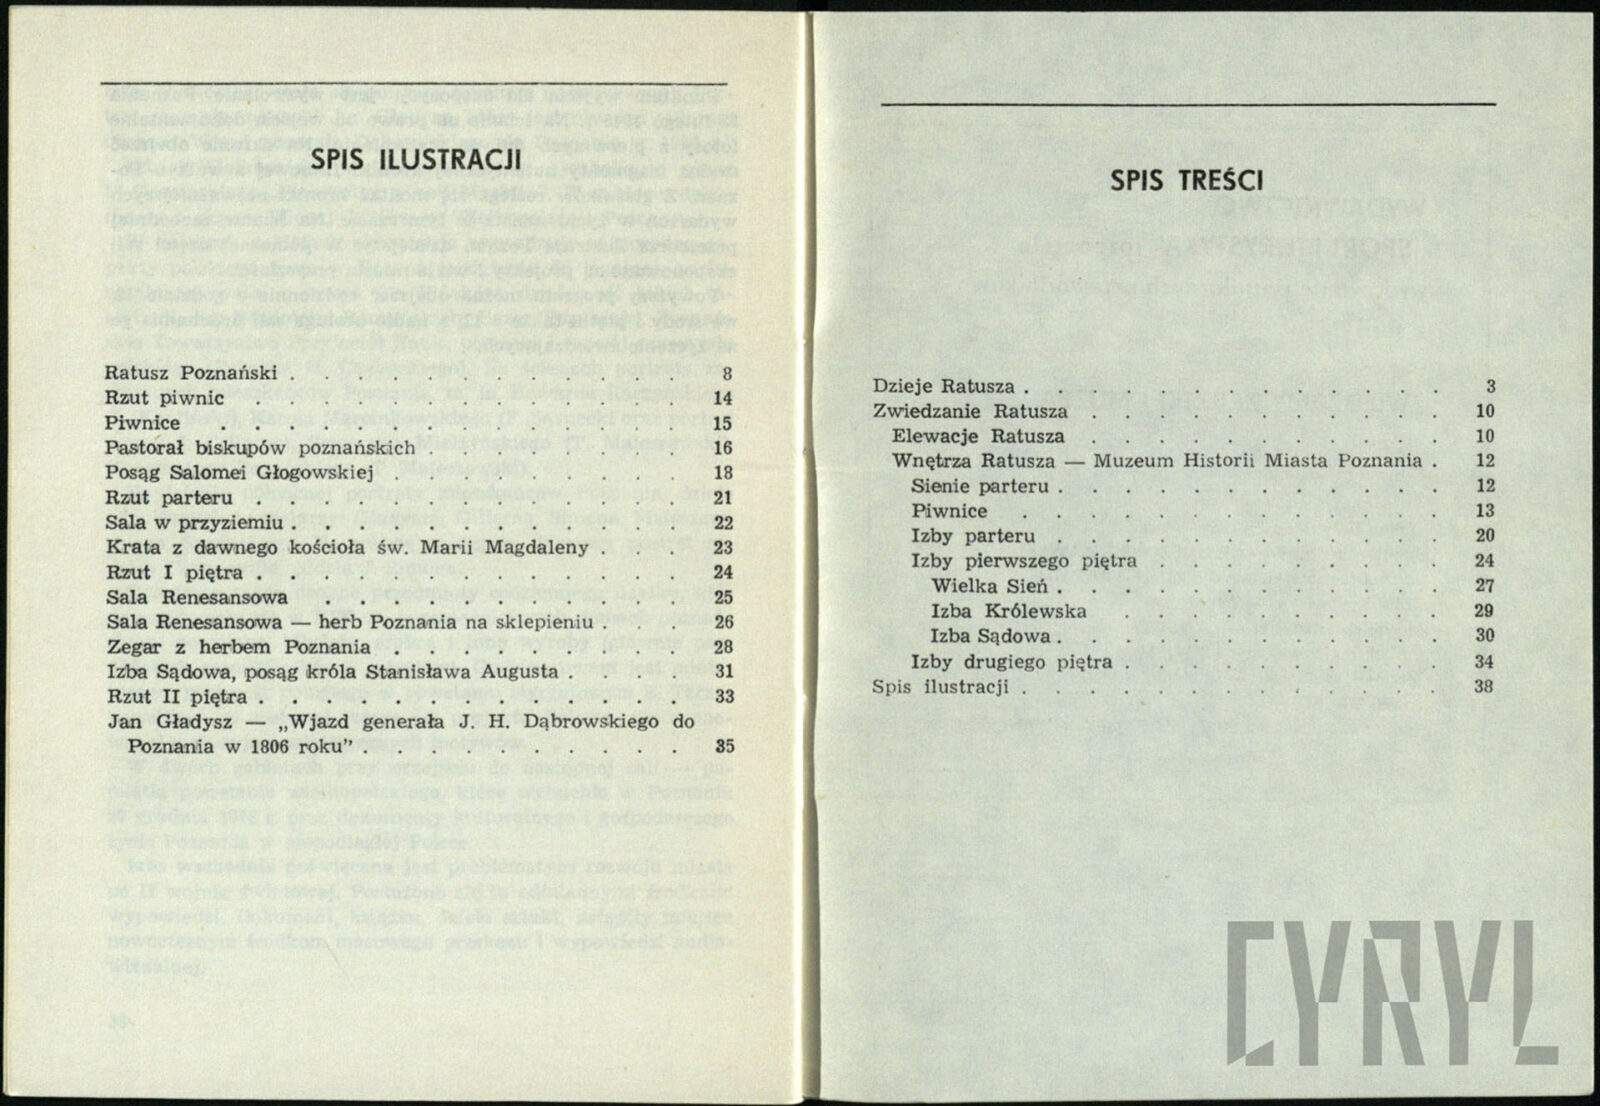 SPIS ILUSTRACJI
Ratusz Poznański . . . . . . . . . . . . 8
Rzut piwnic . . . . . . . . . . . . . 14
Piwnice . . . . . . . . . . . . . . 15
Pastorał biskupów poznańskich . . . . . . . . 16
Posąg Salomei Głogowskiej . . . . . . . . . 18
Rzut parteru . . . . . . . . . . . . . 21
Sala w przyziemiu . . . . . . . . . . . . 22
Krata z dawnego kościoła św. Marii Magdaleny . . . 23
Rzut I piętra . . . . . . . . . . . . . 24
Sala Renesansowa . . . . . . . . . . . 25
Sala Renesansowa — herb Poznania na sklepieniu . . . 26
Zegar z herbem Poznania . . . . . . . . . 28
Izba Sądowa, posąg króla Stanisława Augusta . . . . 31
Rzut II piętra . . . . . . . . . . . . . 33
Jan Gładysz — „Wjazd generała J. H. Dąbrowskiego do
Poznania w 1806 roku” . . . . . . . . . . 35
SPIS TREŚCI
Dzieje Ratusza . . . . . . . . . . . . . 3
Zwiedzanie Ratusza . . . . . . . . . . . 10
Elewacje Ratusza . . . . . . . . . . . 10
Wnętrza Ratusza — Muzeum Historii Miasta Poznania . 12
Sienie parteru . . . . . . . . . . . . 12
Piwnice . . . . . . . . . . . . . 13
Izby parteru . . . . . . . . . . . . 20
Izby pierwszego piętra . . . . . . . . . 24
Wielka Sień . . . . . . . . . . . . 27
Izba Królewska . . . . . . . . . . 29
Izba Sądowa . . . . . . . . . . . . 30
Izby drugiego piętra . . . . . . . . . . 34
Spis ilustracji . . . . . . . . . . . . . 38
CYRYL